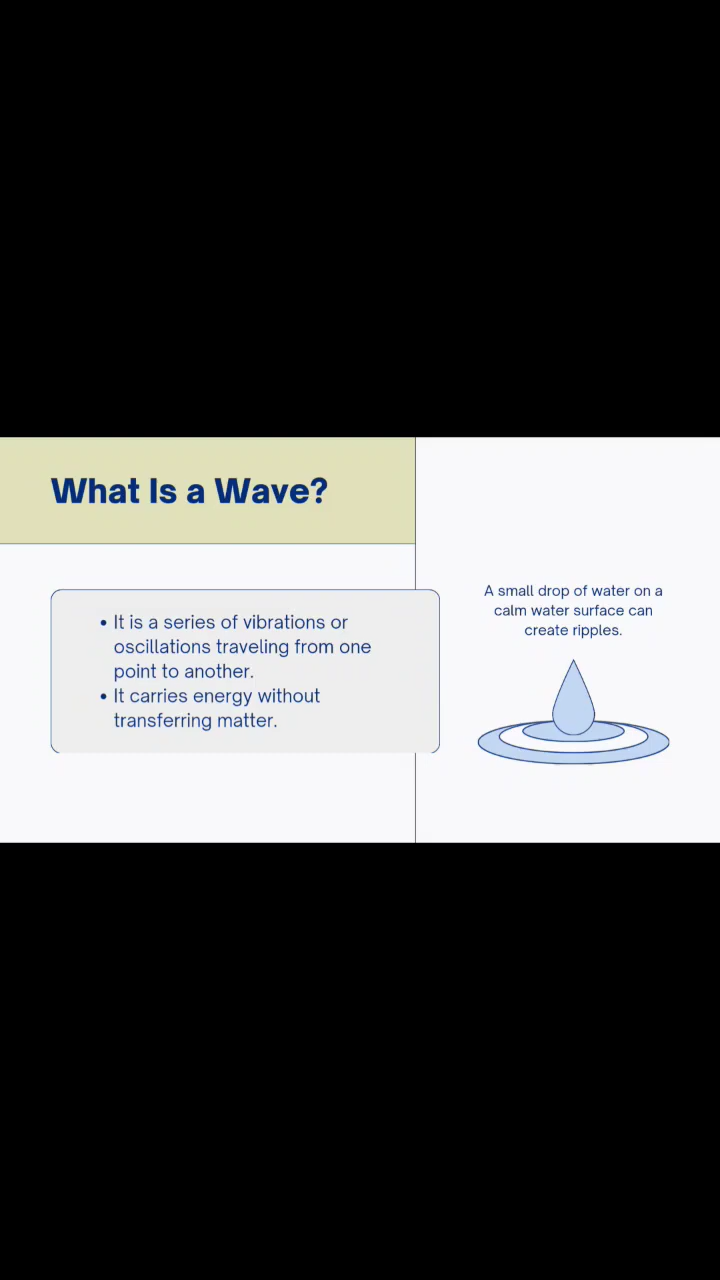 What Is a Wave?
• It is a series of vibrations or
oscillations traveling from one
point to another.
• It carries energy without
transferring matter.
A small drop of water on a
calm water surface can
create ripples.